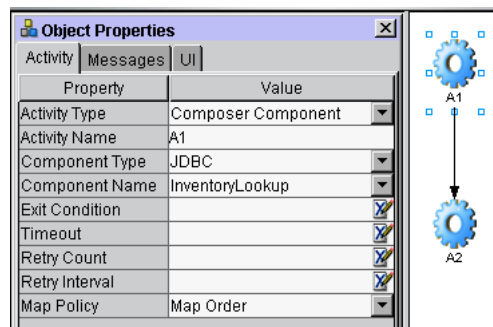 Object Properties
Activity Messages UI
Property Value
Activity Type Composer Component
Activity Name A1
Component Type JDBC
Component Name InventoryLookup
Exit Condition
Timeout
Retry Count
Retry Interval
Map Policy Map Order
A1
A2